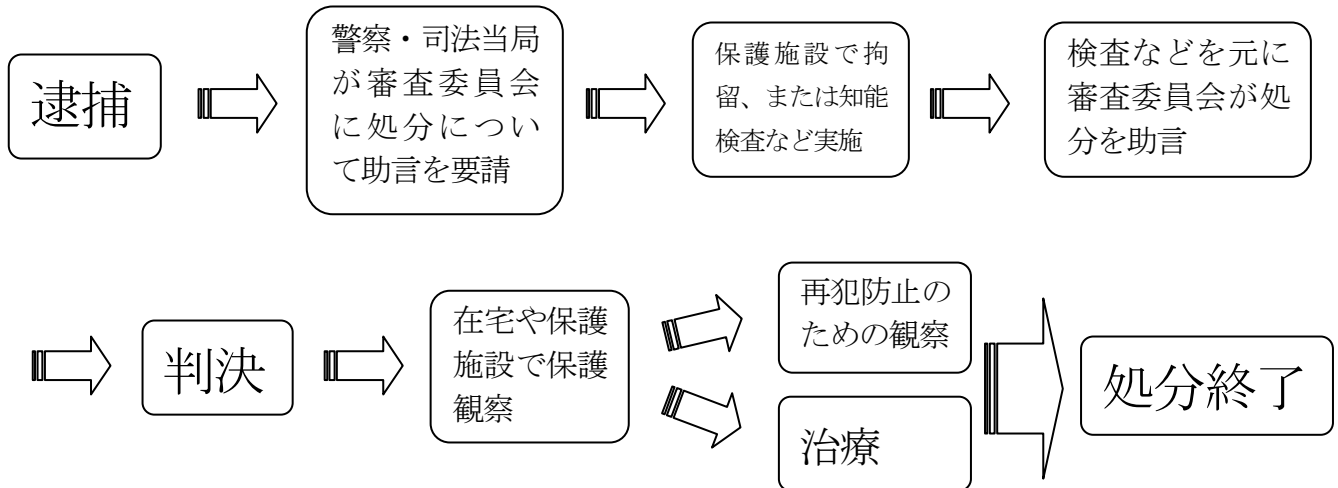 逮捕
警察・司法当局
が審査委員会
に処分につい
て助言を要請
保護施設で拘
留、または知能
検査など実施
検査などを元に
審査委員会が処
分を助言
判決
在宅や保護
施設で保護
観察
再犯防止の
ための観察
治療
処分終了